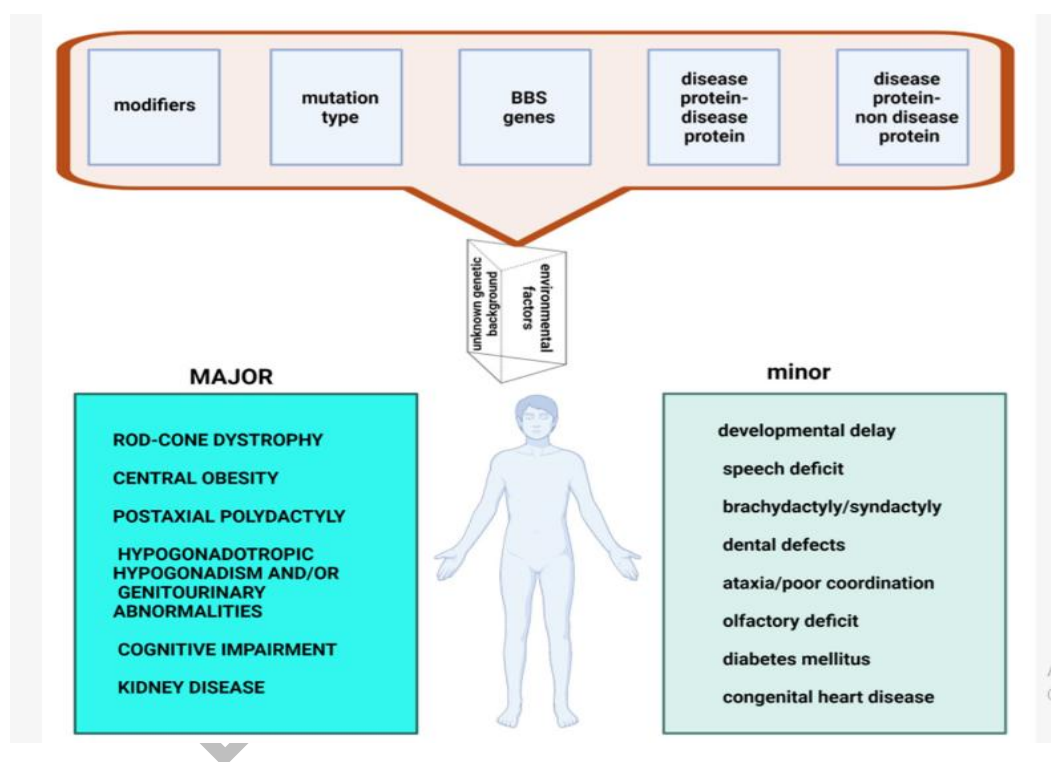 modifiers
mutation
type
BBS
genes
disease
protein-
disease
protein
disease
protein-
non disease
protein
unknown genetic
background
environmental
factors
MAJOR
ROD-CONE DYSTROPHY
CENTRAL OBESITY
POSTAXIAL POLYDACTYLY
HYPOGONADOTROPIC
HYPOGONADISM AND/OR
GENITOURINARY
ABNORMALITIES
COGNITIVE IMPAIRMENT
KIDNEY DISEASE
minor
developmental delay
speech deficit
brachydactyly/syndactyly
dental defects
ataxia/poor coordination
olfactory deficit
diabetes mellitus
congenital heart disease